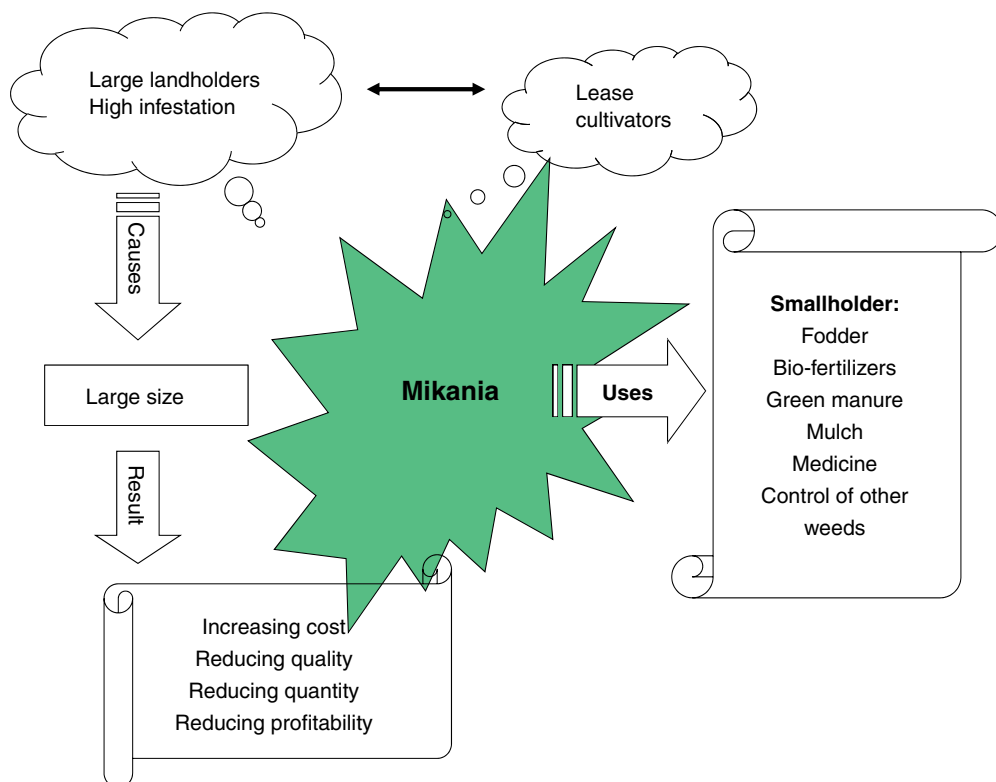 Large landholders
High infestation
Lease
cultivators
Causes
Large size
Result
Increasing cost
Reducing quality
Reducing quantity
Reducing profitability
Mikania
Uses
Smallholder:
Fodder
Bio-fertilizers
Green manure
Mulch
Medicine
Control of other
weeds